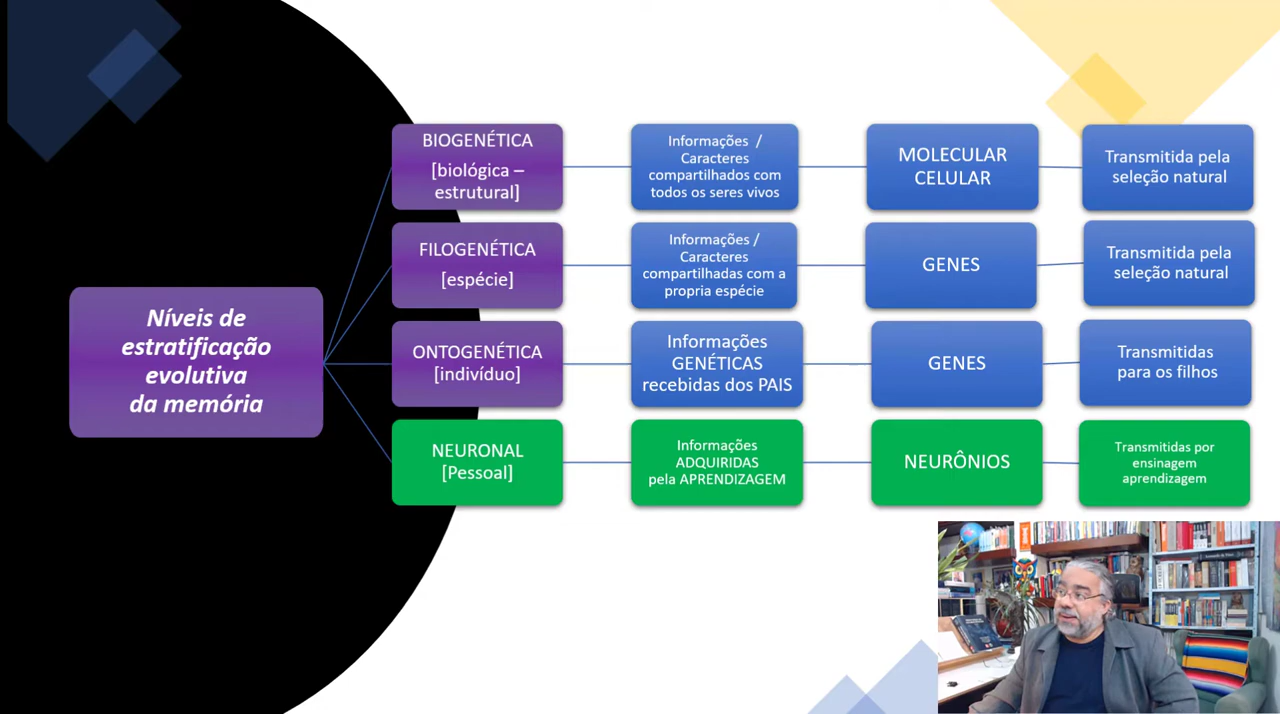 Níveis de
estratificação
evolutiva
da memória
BIOGENÉTICA
[biológica –
estrutural]
Informações /
Caracteres
compartilhados com
todos os seres vivos
MOLECULAR
CELULAR
Transmitida pela
seleção natural
FILOGENÉTICA
[espécie]
Informações /
Caracteres
compartilhadas com a
propria espécie
GENES
Transmitida pela
seleção natural
ONTOGENÉTICA
[indivíduo]
Informações
GENÉTICAS
recebidas dos PAIS
GENES
Transmitidas
para os filhos
NEURONAL
[Pessoal]
Informações
ADQUIRIDAS
pela APRENDIZAGEM
NEURÔNIOS
Transmitidas por
ensinagem
aprendizagem